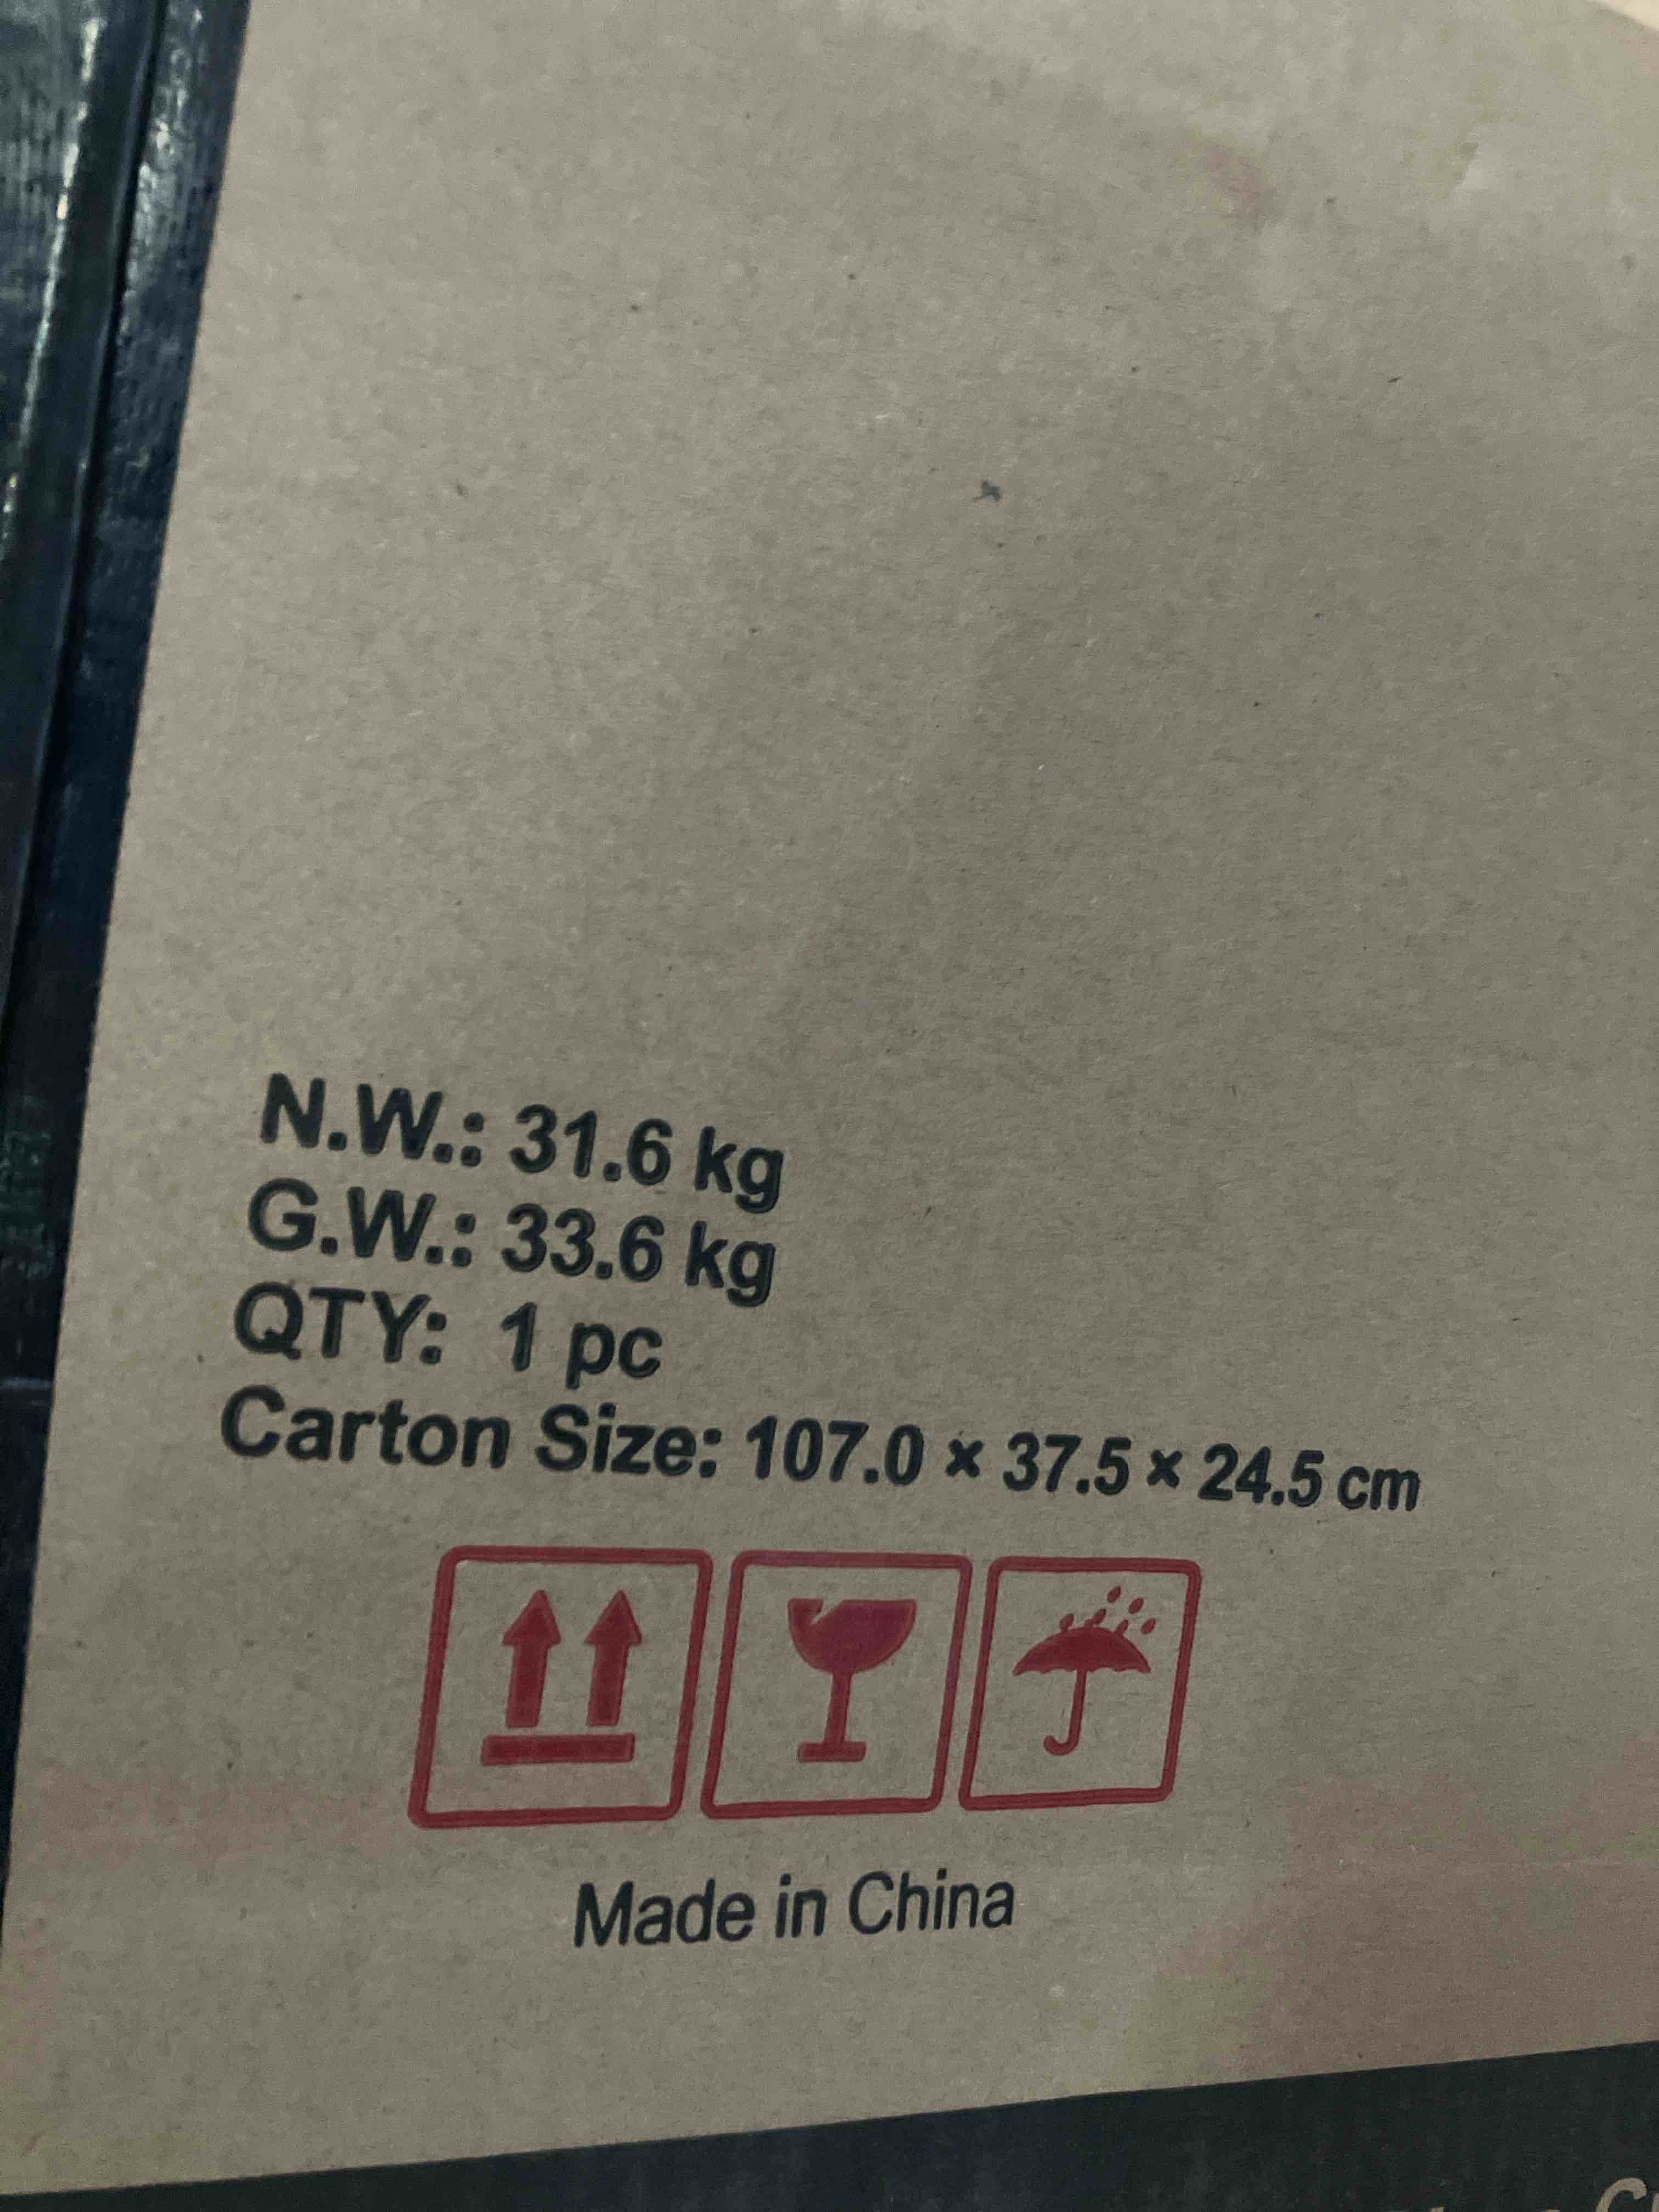 N.W.: 31.6 kg
G.W.: 33.6 kg
QTY: 1 pc
Carton Size: 107.0 × 37.5 × 24.5 cm
Made in China